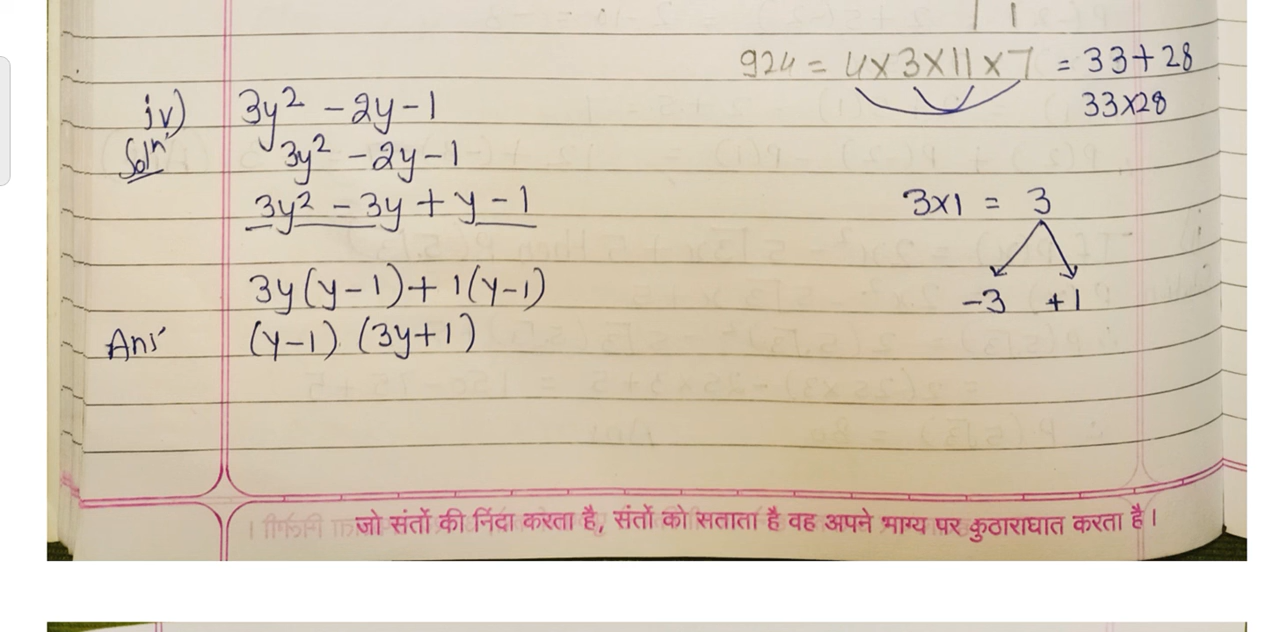 924 = 4×3×11×7 = 33+28
33×28
iv) 3y² - 2y - 1
Solⁿ 3y² - 2y - 1
3y² - 3y + y - 1
3×1 = 3
-3 +1
3y(y-1) + 1(y-1)
Ans (y-1) (3y+1)
जो संतों की निंदा करता है, संतों को सताता है वह अपने भाग्य पर कुठाराघात करता है।